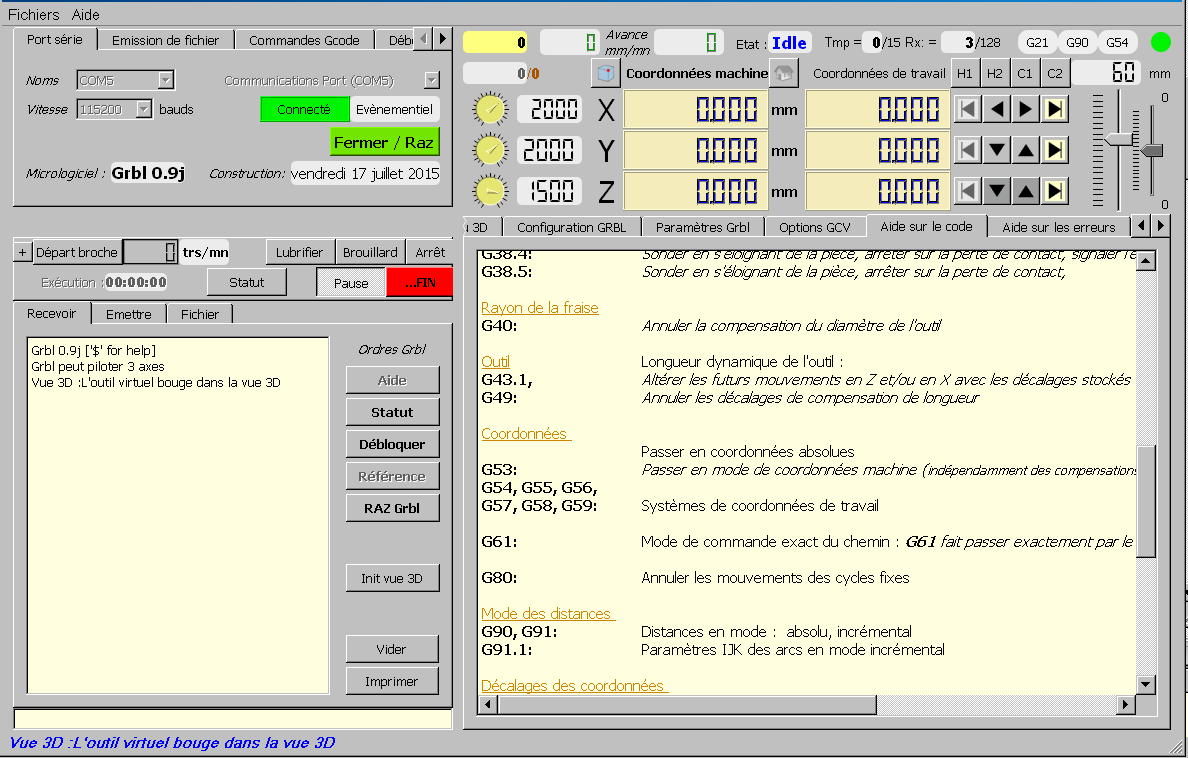 Fichiers Aide
Port série Emission de fichier Commandes Gcode Débo
Noms COM5 Communications Port (COM5)
Vitesse 115200 bauds Connecté Evènementiel
Fermer / Raz
Micrologiciel : Grbl 0.9j Construction: vendredi 17 juillet 2015
0 0 Avance mm/mn 0 Etat : Idle Tmp = 0/15 Rx: = 3/128 G21 G90 G54
0/0 Coordonnées machine Coordonnées de travail H1 H2 C1 C2 60 mm
2000 X 0,000 mm 0,000
2000 Y 0,000 mm 0,000
1500 Z 0,000 mm 0,000
0
0
+ Départ broche 0 trs/mn Lubrifier Brouillard Arrêt
Exécution : 00:00:00 Statut Pause ...FIN
Recevoir Emettre Fichier
Grbl 0.9j ['$' for help]
Grbl peut piloter 3 axes
Vue 3D :L'outil virtuel bouge dans la vue 3D
Ordres Grbl
Aide
Statut
Débloquer
Référence
RAZ Grbl
Init vue 3D
Vider
Imprimer
3D Configuration GRBL Paramètres Grbl Options GCV Aide sur le code Aide sur les erreurs
G38.4: Sonder en s'éloignant de la pièce, arrêter sur la perte de contact, signaler l'e
G38.5: Sonder en s'éloignant de la pièce, arrêter sur la perte de contact,
Rayon de la fraise
G40: Annuler la compensation du diamètre de l'outil
Outil Longueur dynamique de l'outil :
G43.1, Altérer les futurs mouvements en Z et/ou en X avec les décalages stockés
G49: Annuler les décalages de compensation de longueur
Coordonnées
Passer en coordonnées absolues
G53: Passer en mode de coordonnées machine (indépendamment des compensations
G54, G55, G56,
G57, G58, G59: Systèmes de coordonnées de travail
G61: Mode de commande exact du chemin : G61 fait passer exactement par le
G80: Annuler les mouvements des cycles fixes
Mode des distances
G90, G91: Distances en mode : absolu, incrémental
G91.1: Paramètres IJK des arcs en mode incrémental
Décalages des coordonnées
Vue 3D :L'outil virtuel bouge dans la vue 3D